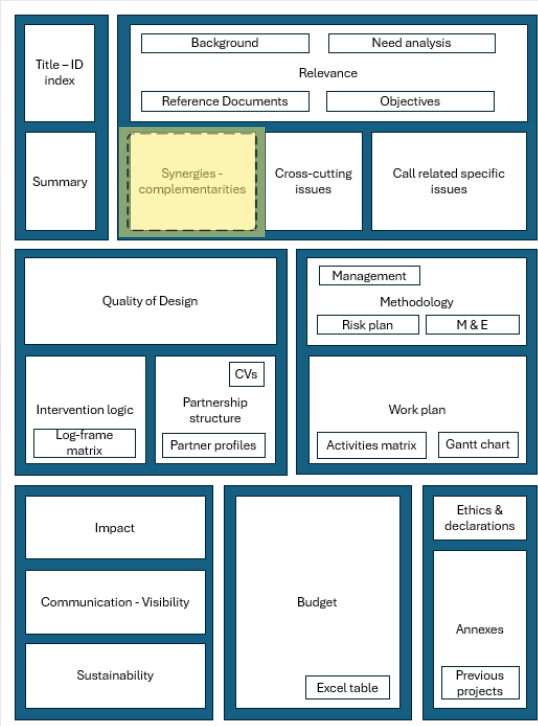 Title – ID
index
Summary
Background
Need analysis
Relevance
Reference Documents
Objectives
Synergies -
complementarities
Cross-cutting
issues
Call related specific
issues
Quality of Design
Intervention logic
Log-frame
matrix
CVs
Partnership
structure
Partner profiles
Management
Methodology
Risk plan
M & E
Work plan
Activities matrix
Gantt chart
Impact
Communication - Visibility
Sustainability
Budget
Excel table
Ethics &
declarations
Annexes
Previous
projects